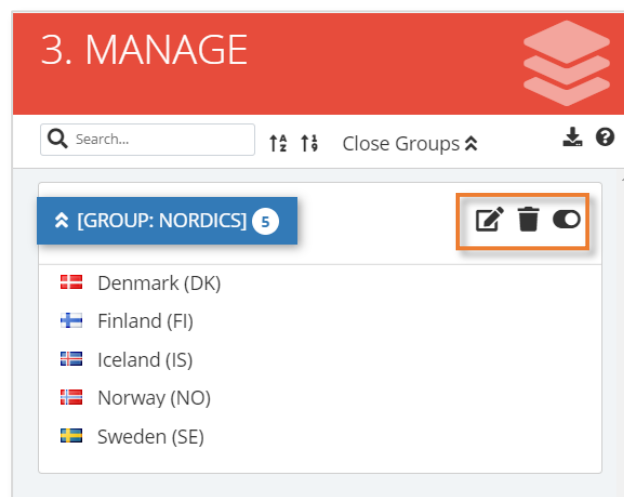 3. MANAGE
Search...
Close Groups
[GROUP: NORDICS] 5
Denmark (DK)
Finland (FI)
Iceland (IS)
Norway (NO)
Sweden (SE)